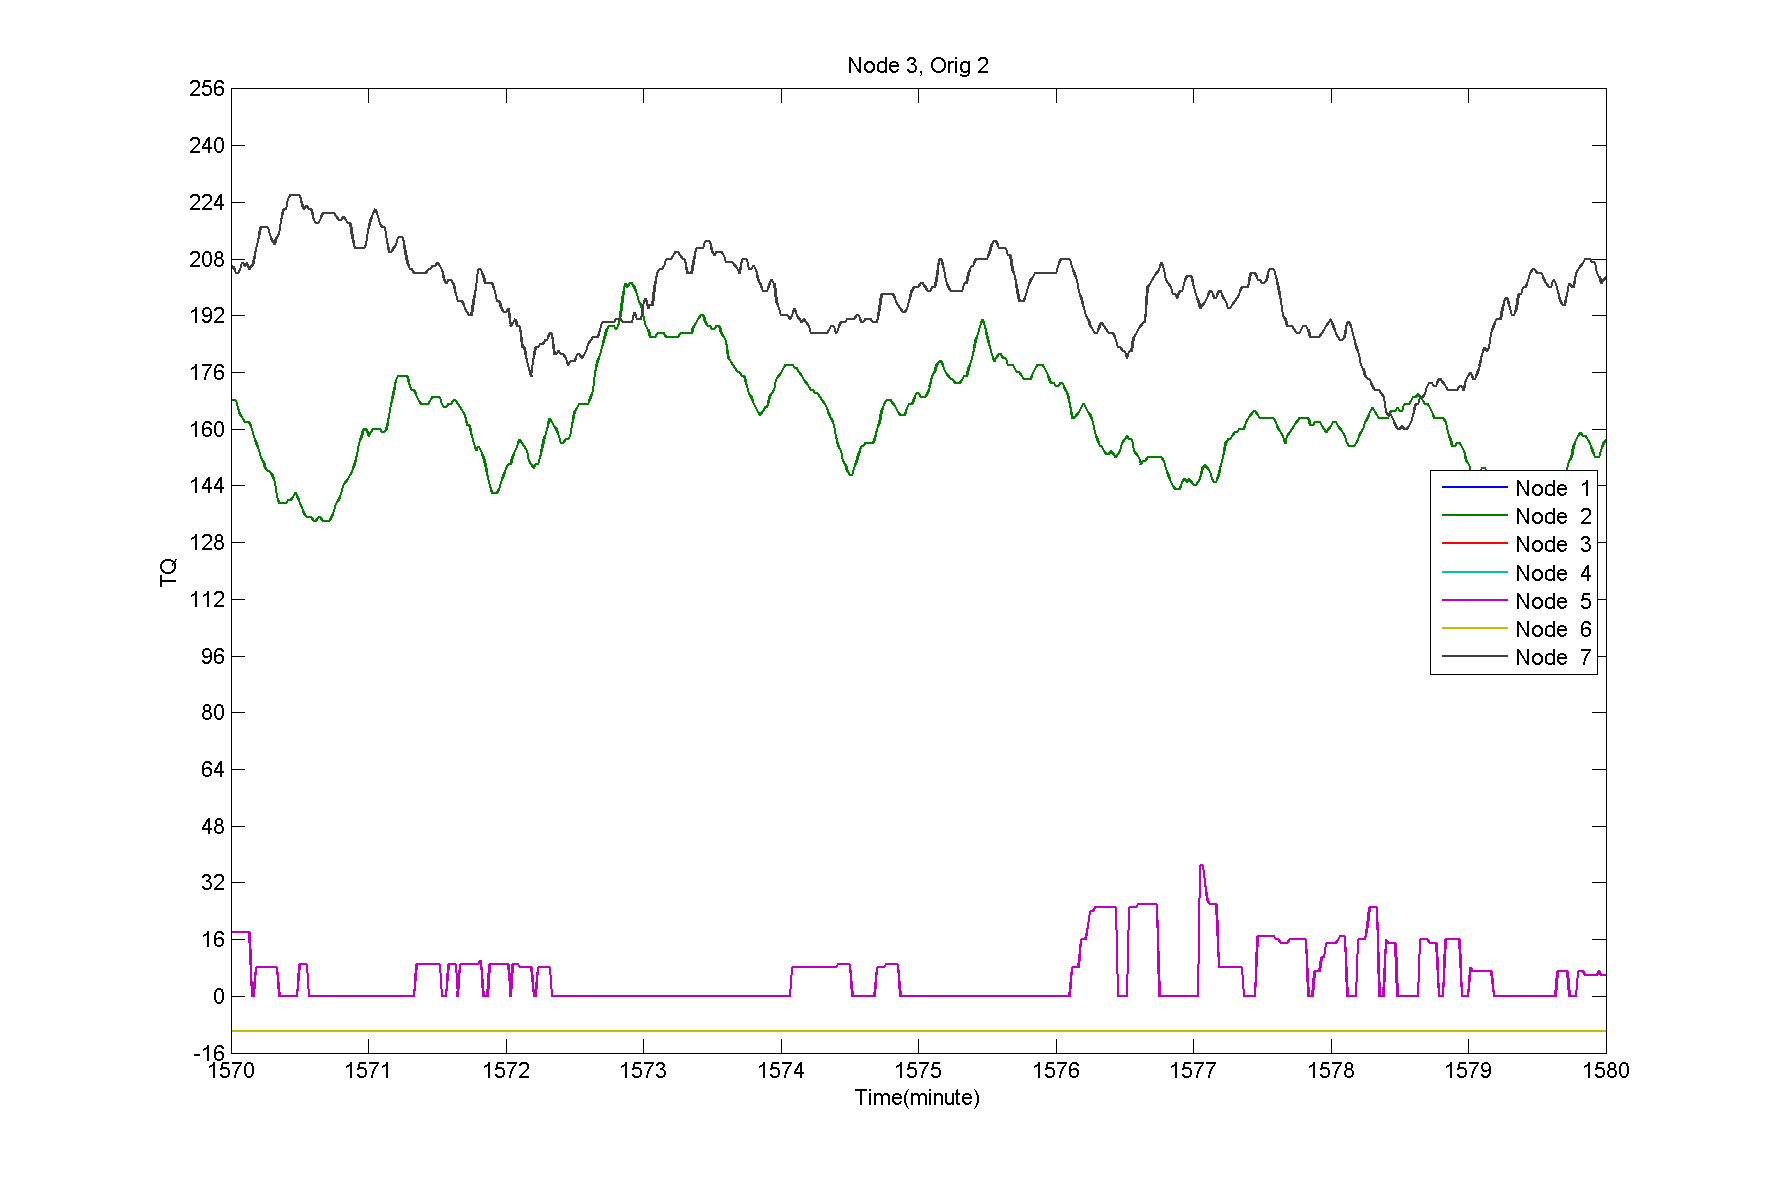 Node 3, Orig 2
256
240
224
208
192
176
160
144
128
112
96
80
64
48
32
16
0
-16
TQ
Node 1
Node 2
Node 3
Node 4
Node 5
Node 6
Node 7
1570 1571 1572 1573 1574 1575 1576 1577 1578 1579 1580
Time(minute)